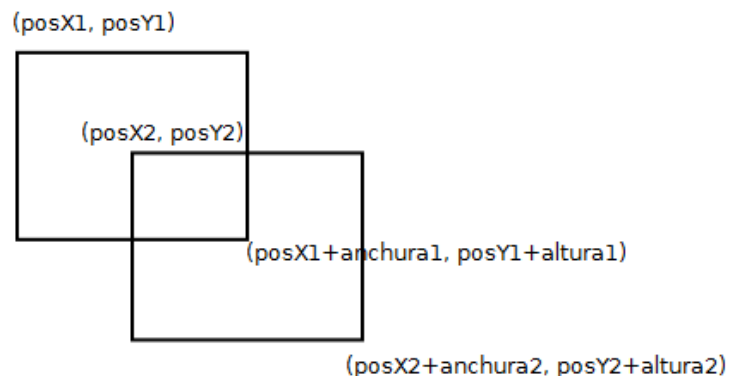 (posX1, posY1)
(posX2, posY2)
(posX1+anchura1, posY1+altura1)
(posX2+anchura2, posY2+altura2)